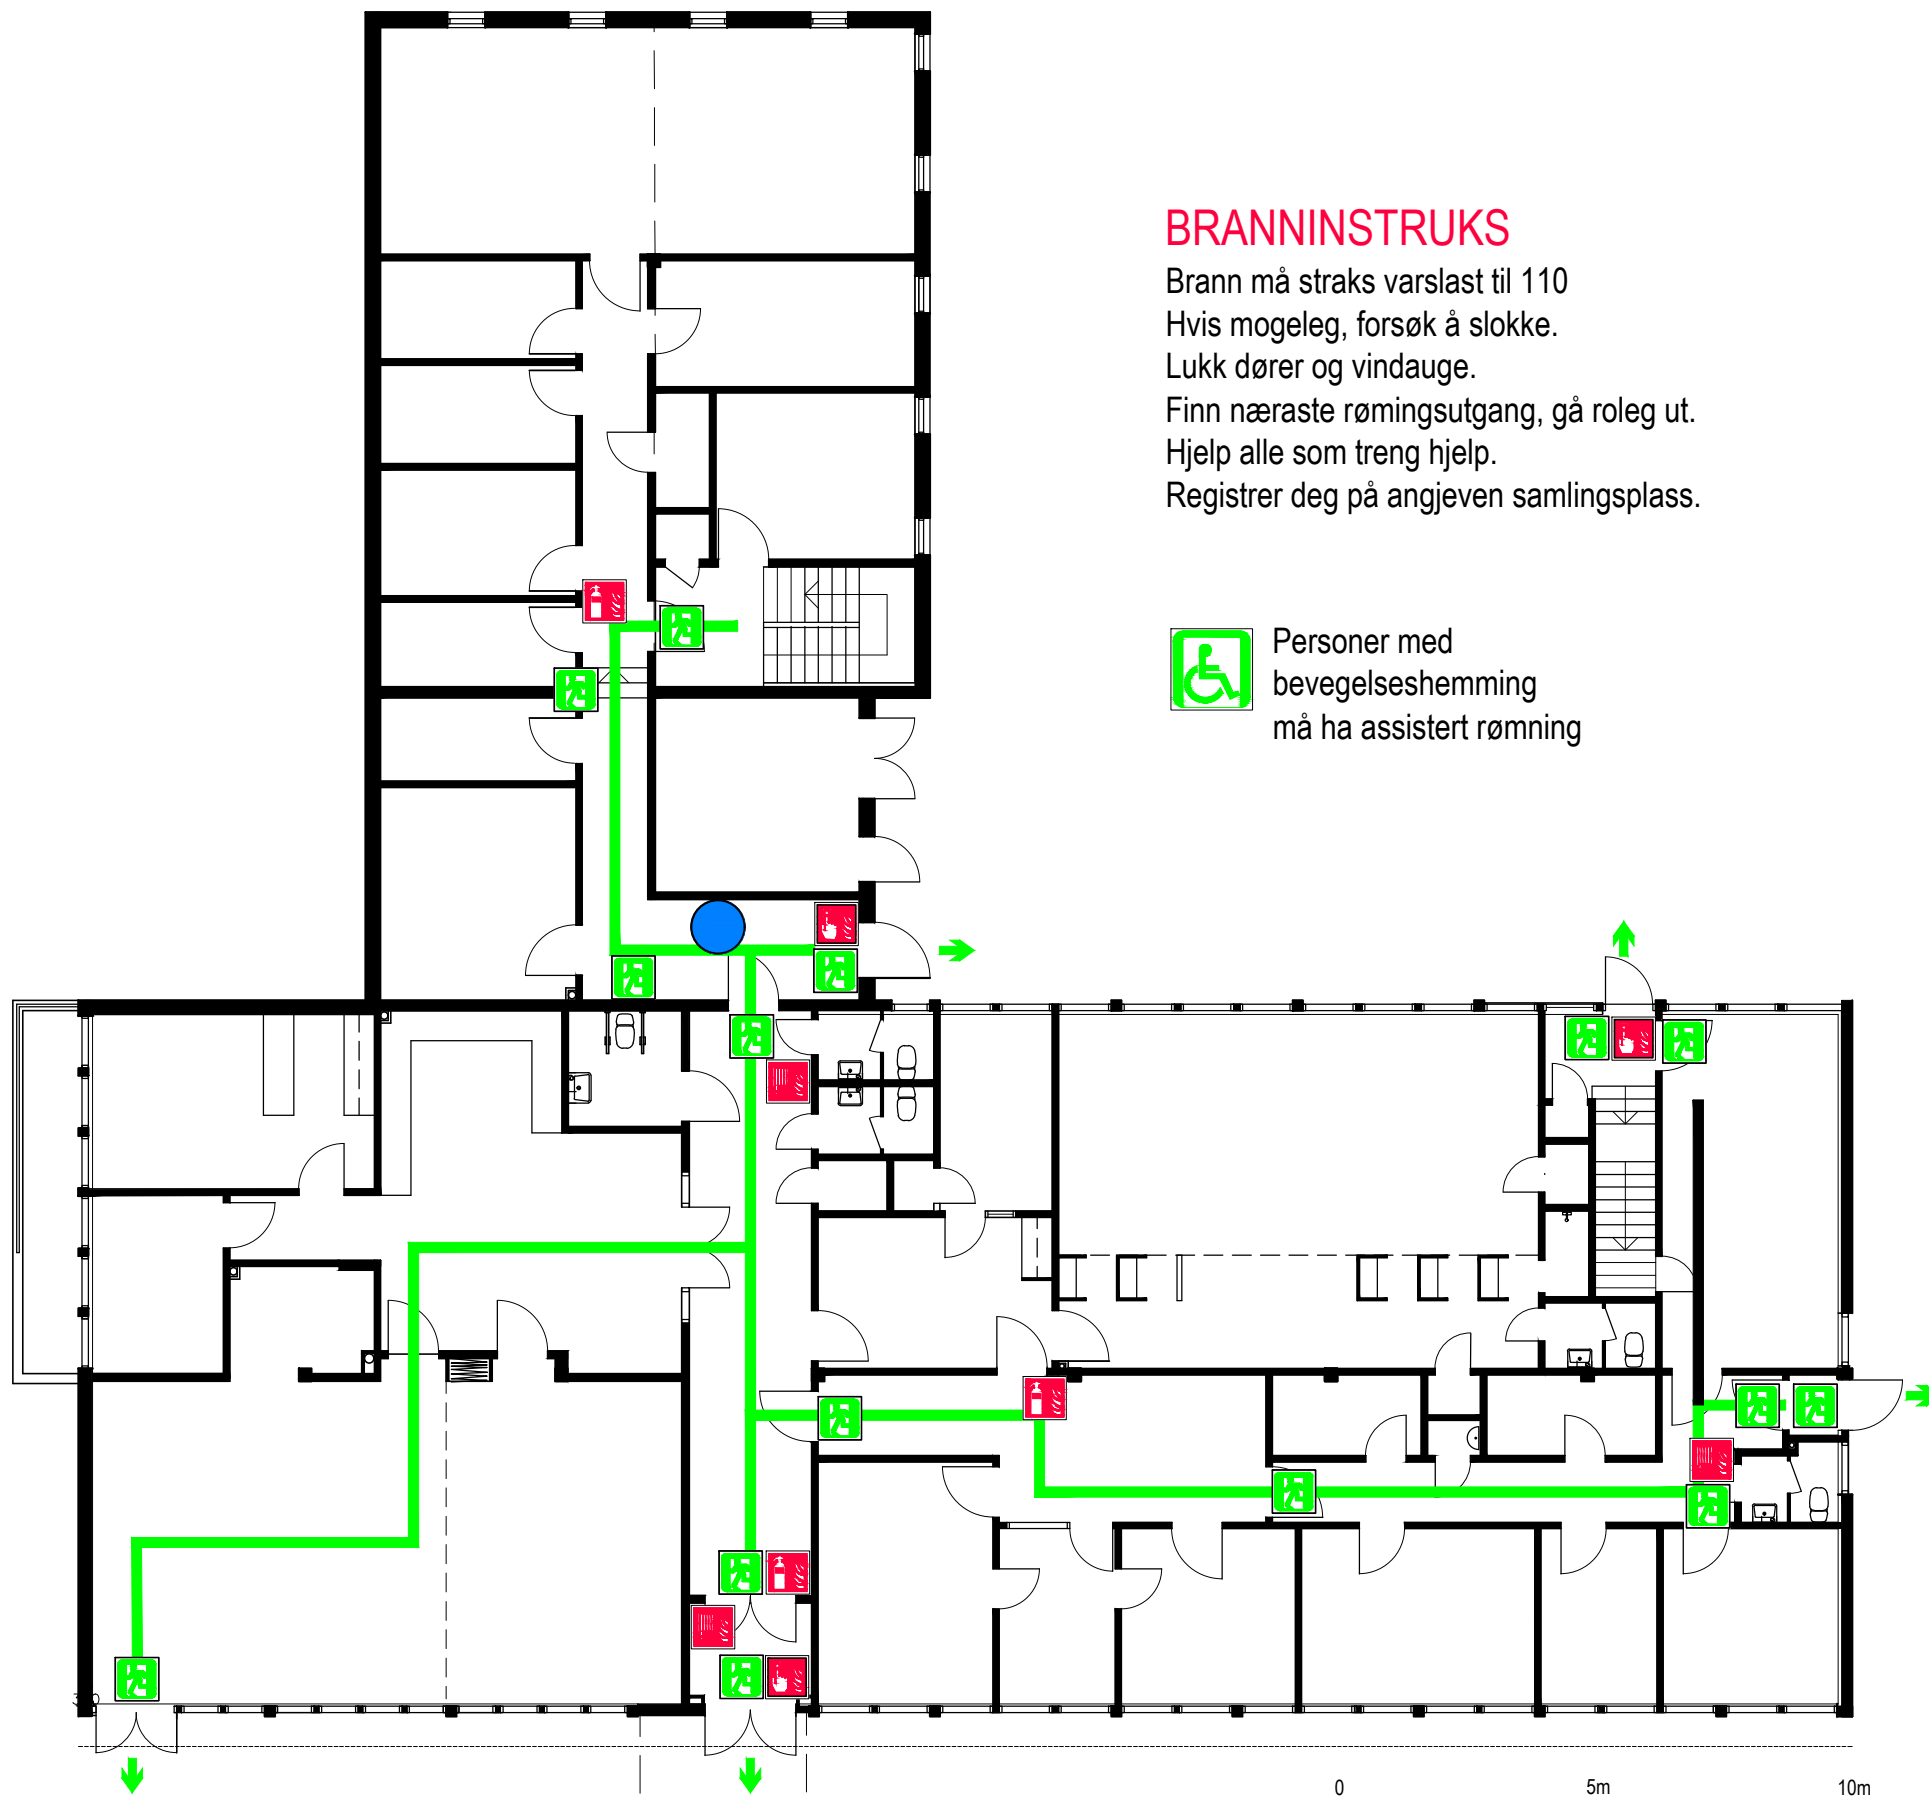 BRANNINSTRUKS
Brann må straks varslast til 110
Hvis mogeleg, forsøk å slokke.
Lukk dører og vindauge.
Finn næraste rømingsutgang, gå roleg ut.
Hjelp alle som treng hjelp.
Registrer deg på angjeven samlingsplass.
Personer med
bevegelseshemming
må ha assistert rømning
0 5m 10m